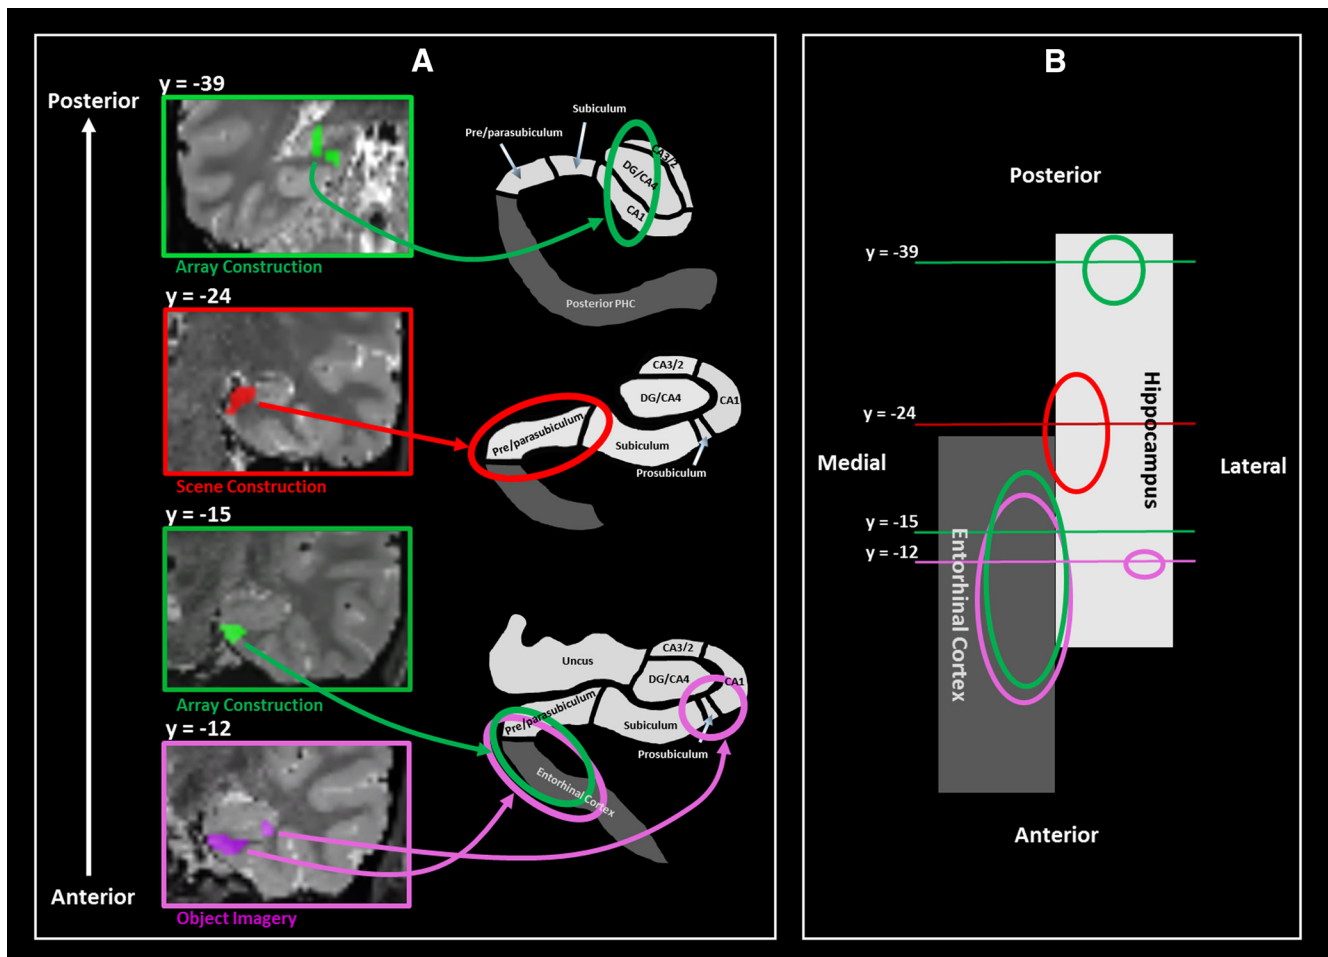 A
Posterior
y = -39
Array Construction
Pre/parasubiculum
Subiculum
CA3/2
DG/CA4
CA1
Posterior PHC
y = -24
Scene Construction
CA3/2
DG/CA4
CA1
Pre/parasubiculum
Subiculum
Prosubiculum
y = -15
Array Construction
Uncus
CA3/2
DG/CA4
CA1
Pre/parasubiculum
Subiculum
Prosubiculum
Entorhinal Cortex
y = -12
Object Imagery
Anterior
B
Posterior
y = -39
y = -24
Medial
Lateral
Hippocampus
y = -15
y = -12
Entorhinal Cortex
Anterior